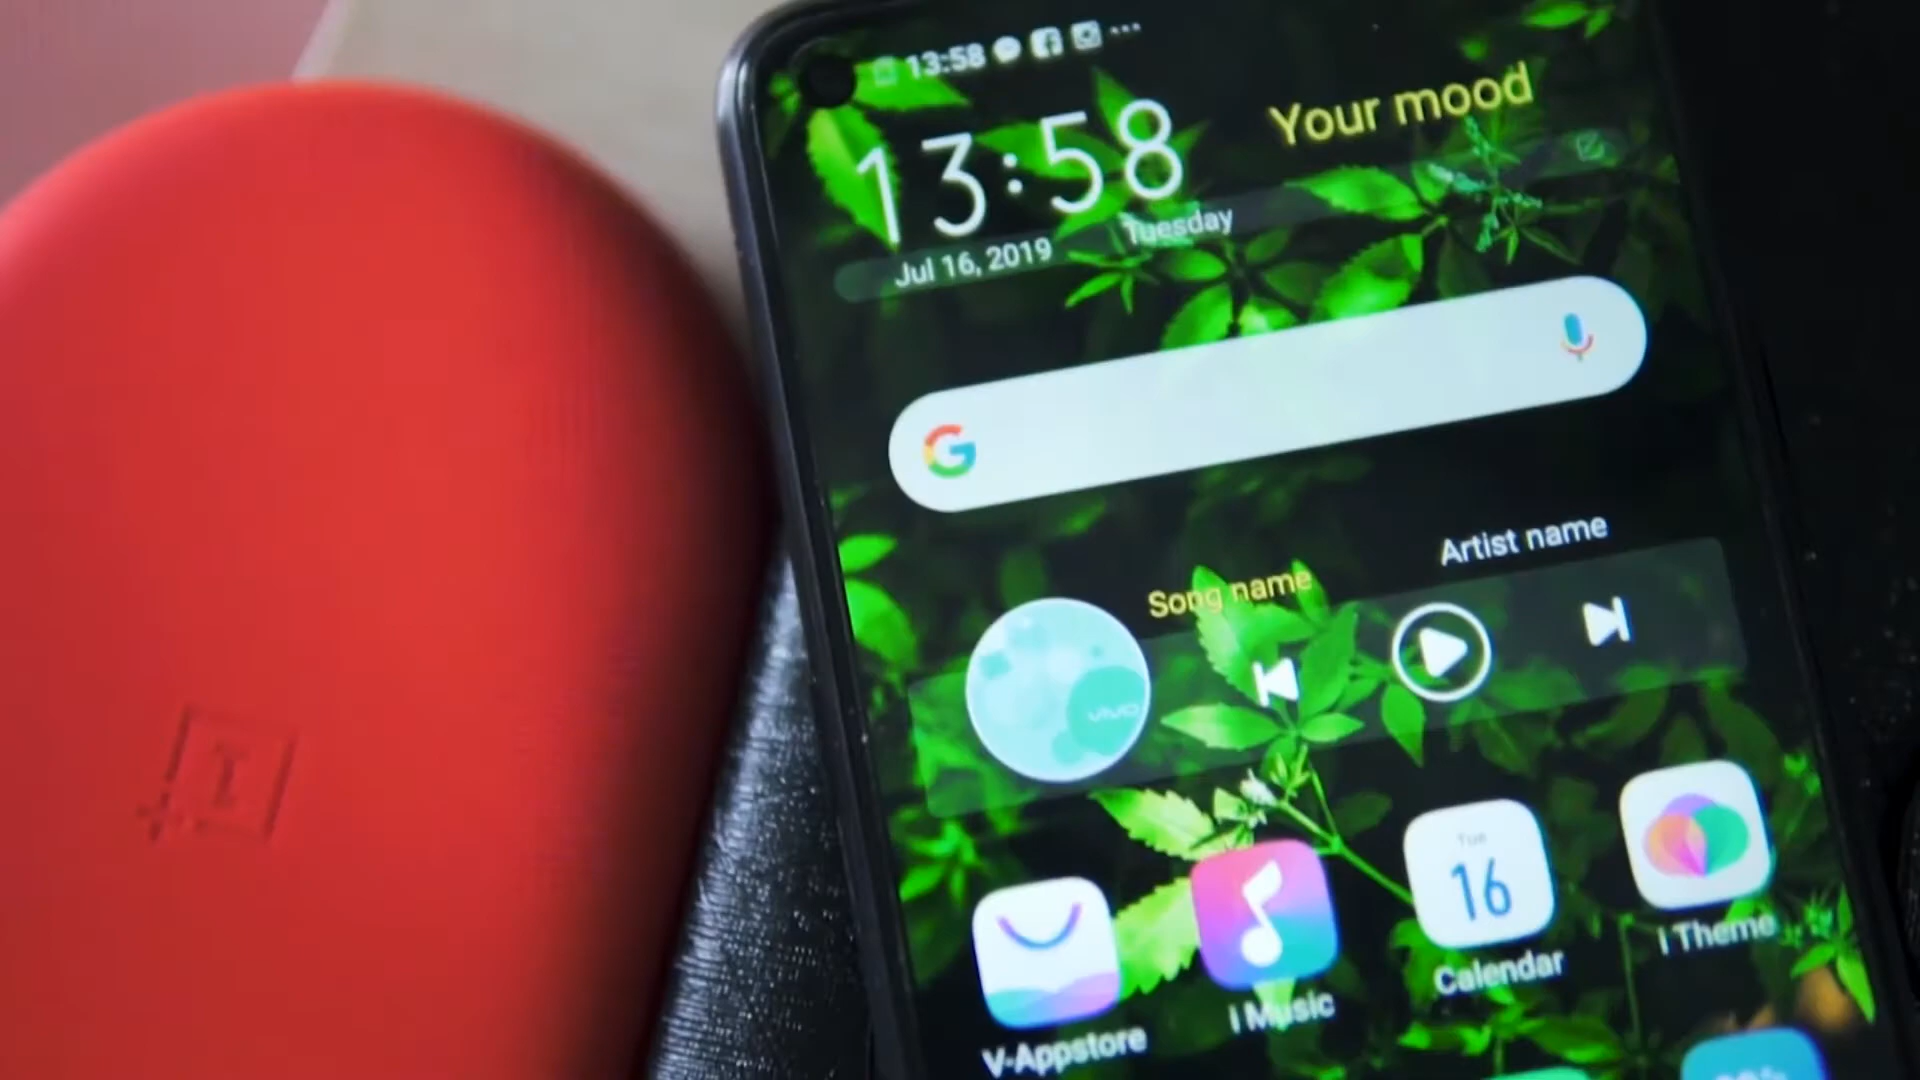 13:58
Your mood
13:58
Jul 16, 2019 Tuesday
G
Artist name
Song name
vivo
Tue
16
V-Appstore
i Music
Calendar
i Theme